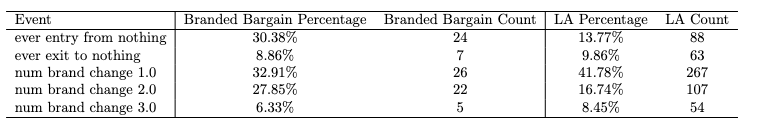 Event Branded Bargain Percentage Branded Bargain Count LA Percentage LA Count
ever entry from nothing 30.38% 24 13.77% 88
ever exit to nothing 8.86% 7 9.86% 63
num brand change 1.0 32.91% 26 41.78% 267
num brand change 2.0 27.85% 22 16.74% 107
num brand change 3.0 6.33% 5 8.45% 54